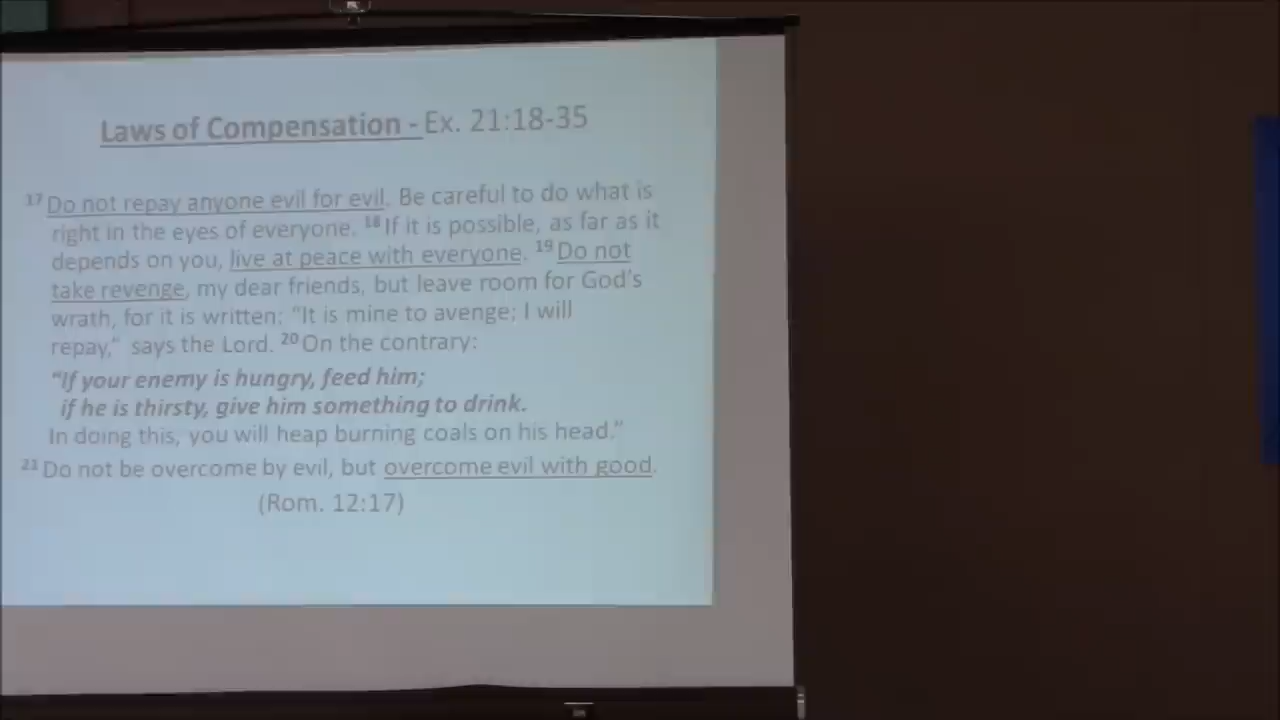 Laws of Compensation - Ex. 21:18-35
17 Do not repay anyone evil for evil. Be careful to do what is
right in the eyes of everyone. 18 If it is possible, as far as it
depends on you, live at peace with everyone. 19 Do not
take revenge, my dear friends, but leave room for God's
wrath, for it is written: "It is mine to avenge; I will
repay," says the Lord. 20 On the contrary:
"If your enemy is hungry, feed him;
if he is thirsty, give him something to drink.
In doing this, you will heap burning coals on his head."
21 Do not be overcome by evil, but overcome evil with good.
(Rom. 12:17)